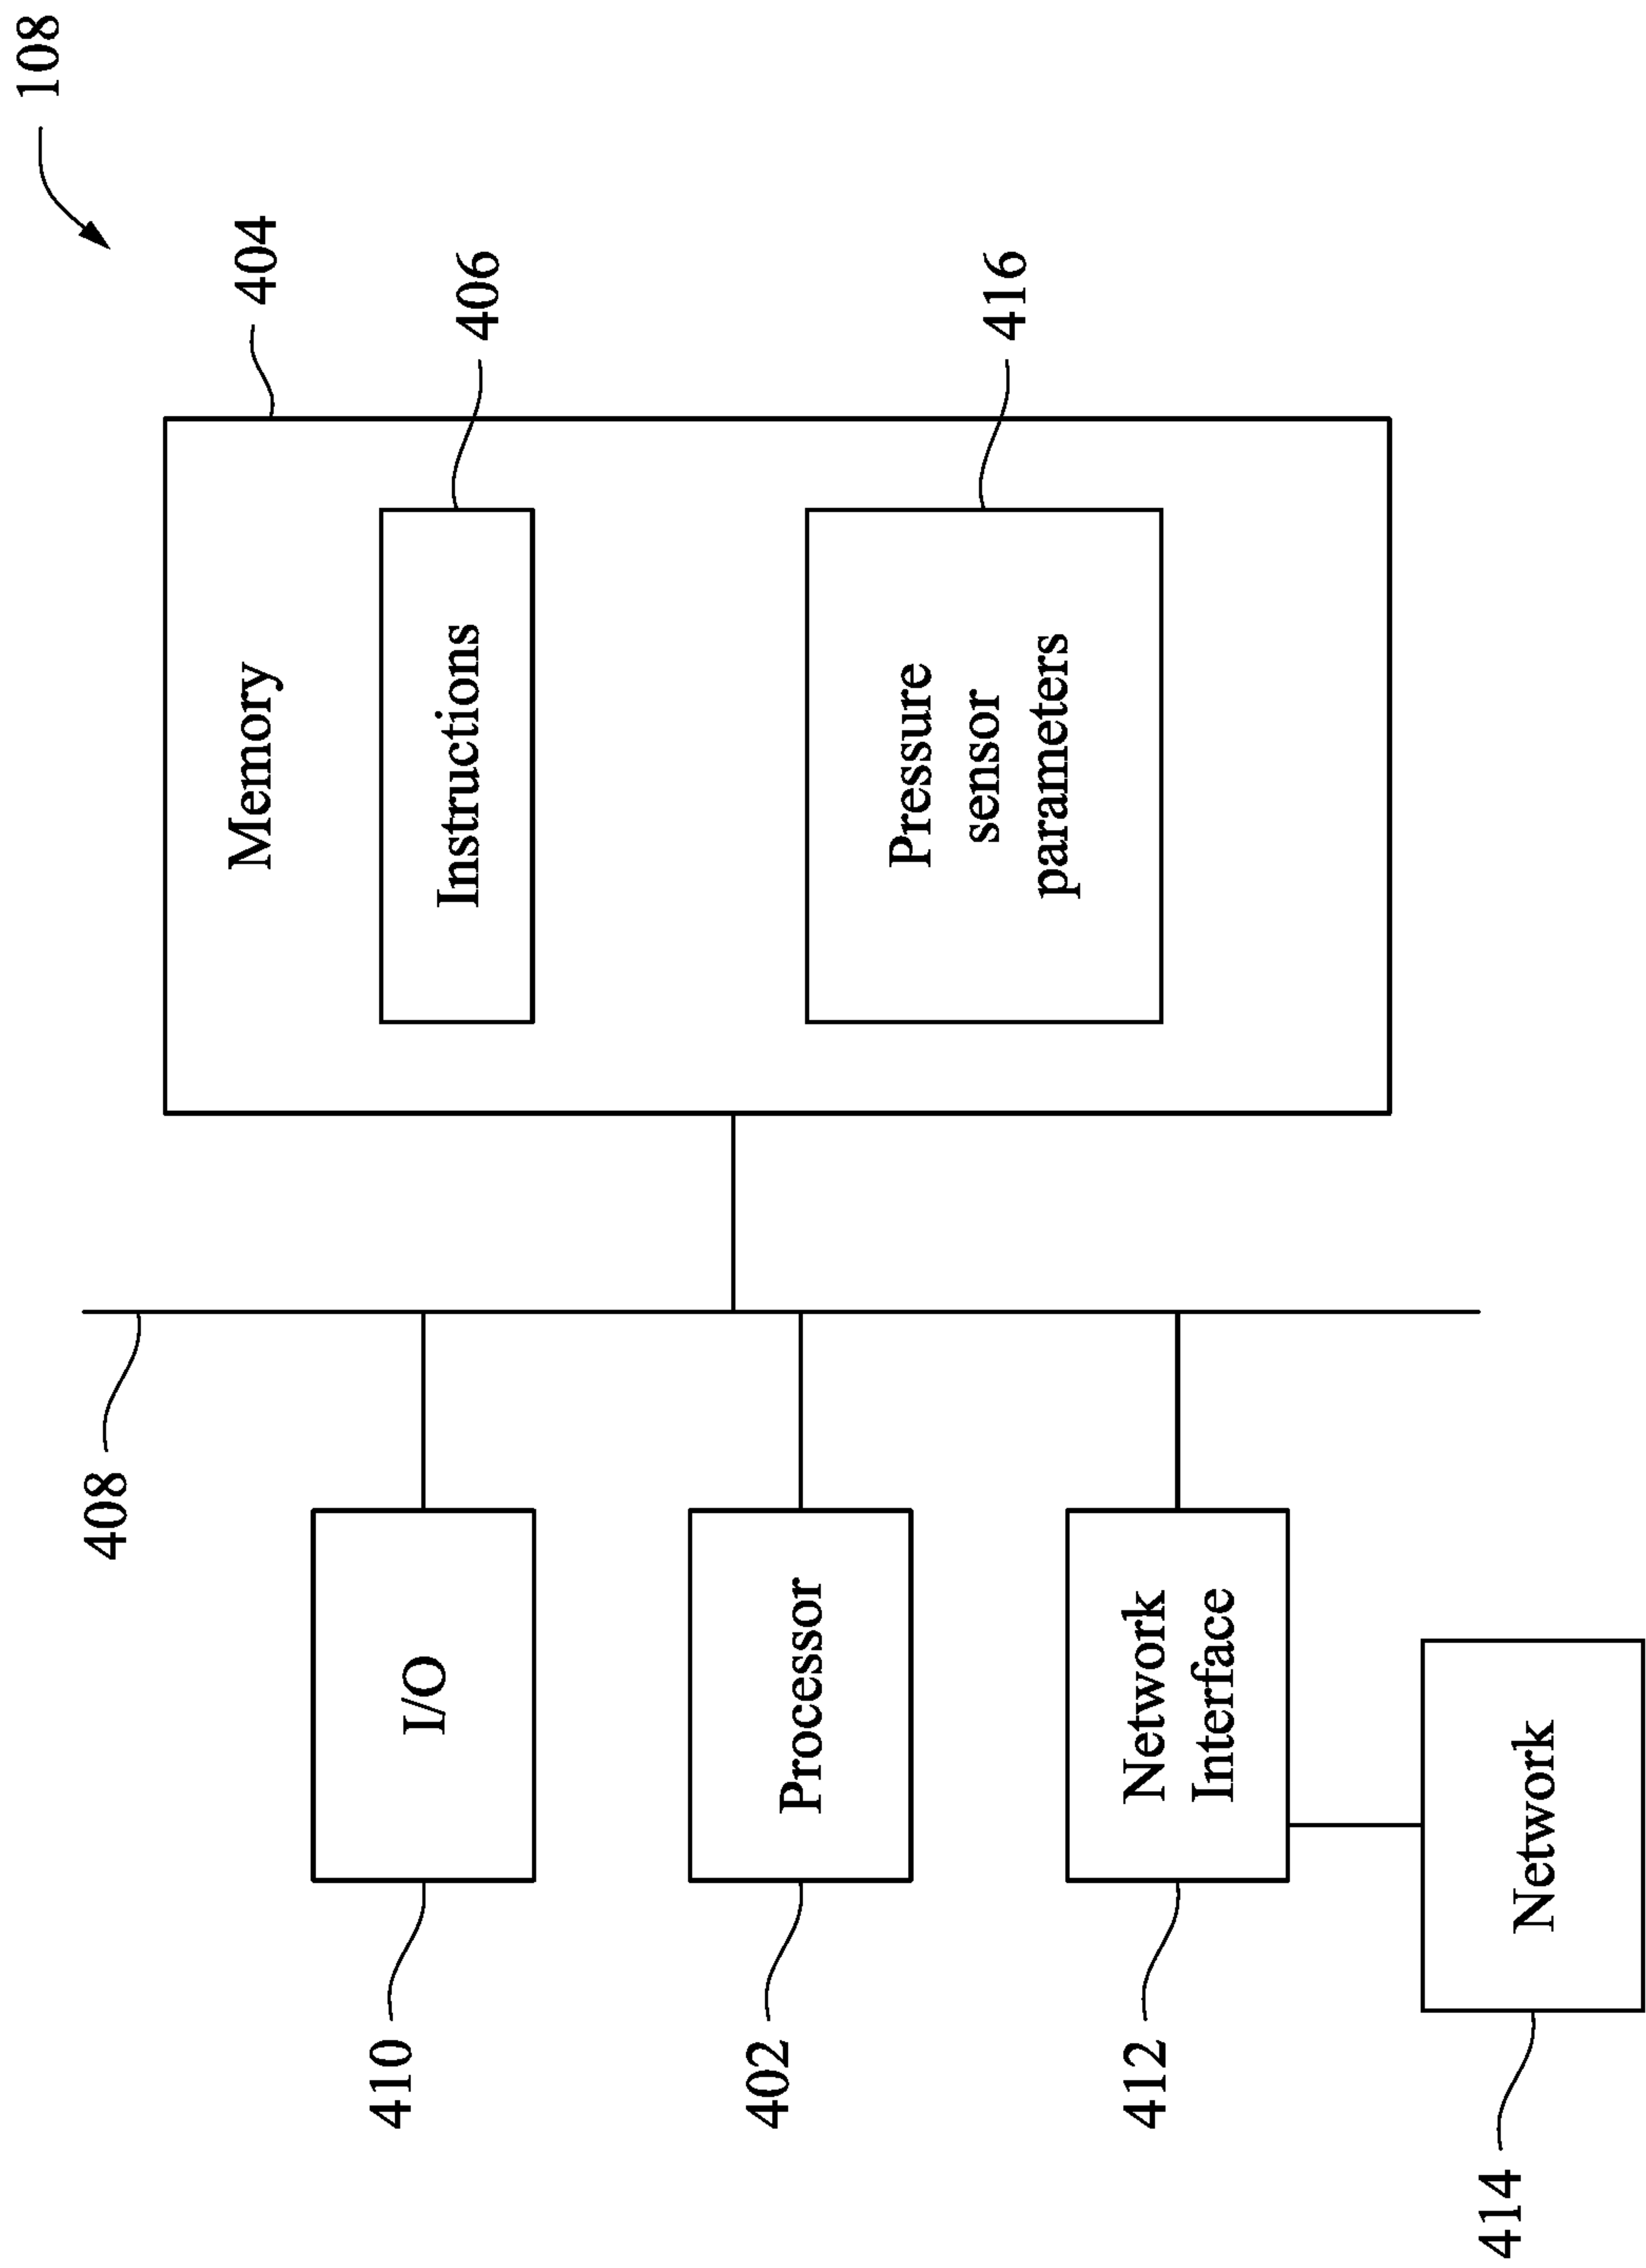 108
404
Memory
406
Instructions
416
Pressure
sensor
parameters
408
I/O
410
Processor
402
Network
Interface
412
Network
414